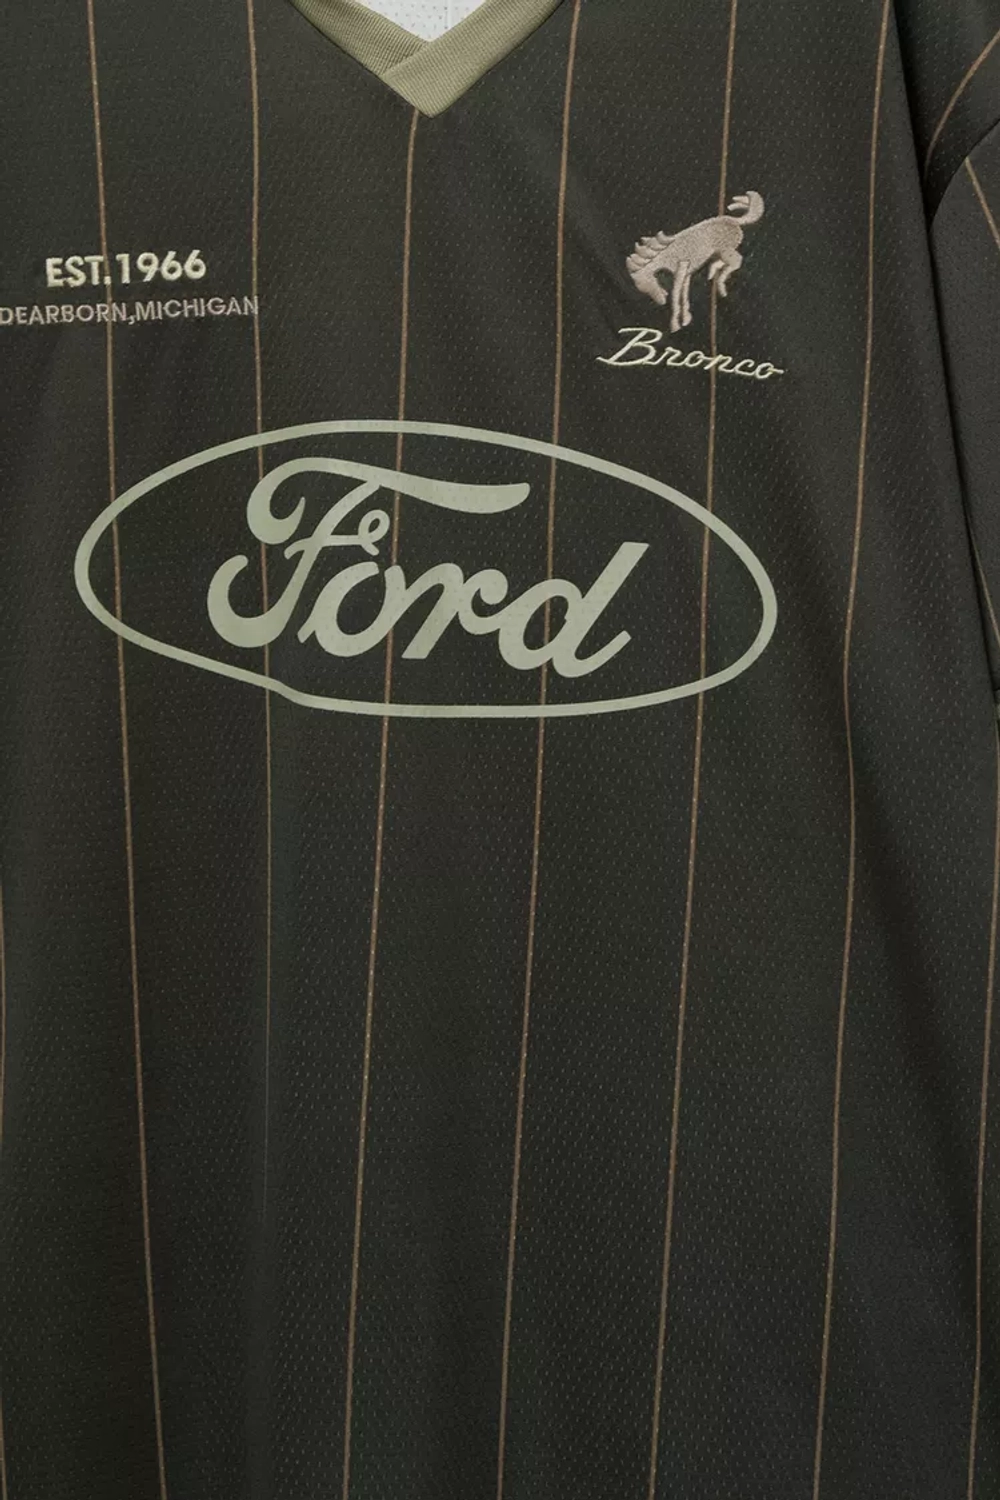 EST.1966
DEARBORN,MICHIGAN
Bronco
Ford